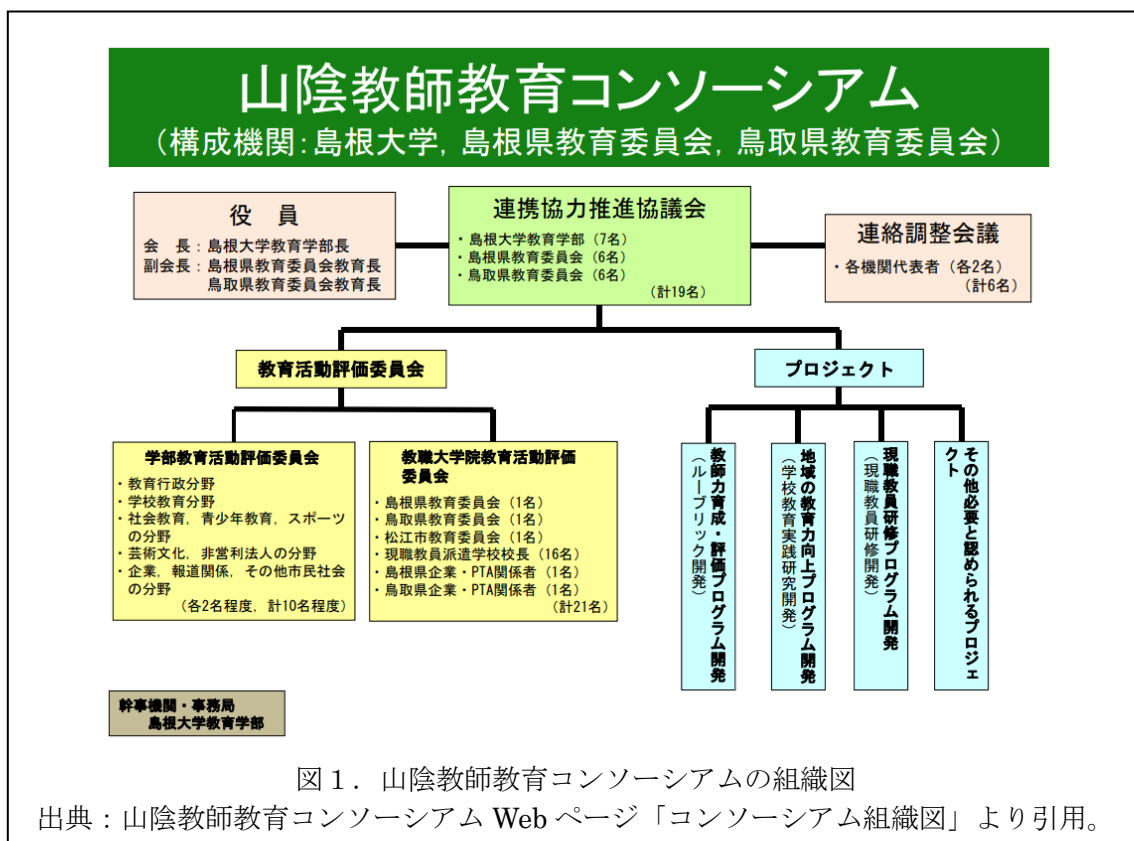 山陰教師教育コンソーシアム
（構成機関：島根大学，島根県教育委員会，鳥取県教育委員会）
役　員
会　長：島根大学教育学部長
副会長：島根県教育委員会教育長
鳥取県教育委員会教育長
連携協力推進協議会
・島根大学教育学部（7名）
・島根県教育委員会（6名）
・鳥取県教育委員会（6名）
（計19名）
連絡調整会議
・各機関代表者（各2名）
（計6名）
教育活動評価委員会
プロジェクト
学部教育活動評価委員会
・教育行政分野
・学校教育分野
・社会教育，青少年教育，スポーツ
の分野
・芸術文化，非営利法人の分野
・企業，報道関係，その他市民社会
の分野
（各2名程度，計10名程度）
教職大学院教育活動評価
委員会
・島根県教育委員会（1名）
・鳥取県教育委員会（1名）
・松江市教育委員会（1名）
・現職教員派遣学校校長（16名）
・島根県企業・PTA関係者（1名）
・鳥取県企業・PTA関係者（1名）
（計21名）
教師力育成・評価プログラム開発
（ルーブリック開発）
地域の教育力向上プログラム開発
（学校教育実践研究開発）
現職教員研修プログラム開発
（現職教員研修開発）
その他必要と認められるプロジェ
クト
幹事機関・事務局
島根大学教育学部
図１．山陰教師教育コンソーシアムの組織図
出典：山陰教師教育コンソーシアム Web ページ「コンソーシアム組織図」より引用。